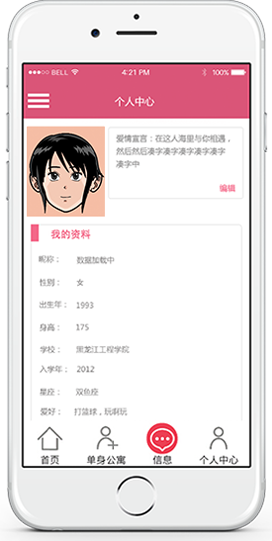 BELL 4:21 PM 100%
个人中心
爱情宣言：在这人海里与你相遇，
然后然后凑字凑字凑字凑字凑字
凑字中
编辑
我的资料
昵称： 数据加载中
性别： 女
出生年： 1993
身高： 175
学校： 黑龙江工程学院
入学年： 2012
星座： 双鱼座
爱好： 打篮球，玩啊玩
首页 单身公寓 信息 个人中心